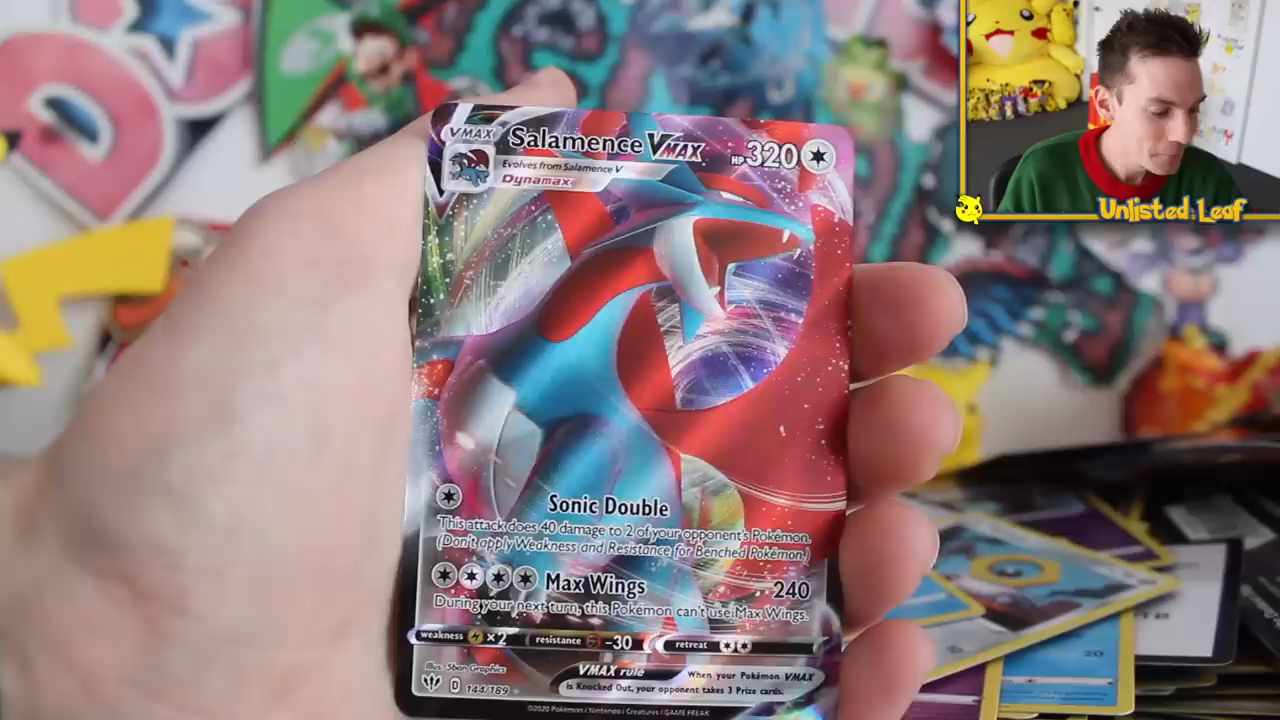 VMAX
Salamence VMAX
HP 320
Evolves from Salamence V
Dynamax
Unlisted Leaf
Sonic Double
This attack does 40 damage to 2 of your opponent's Pokémon.
(Don't apply Weakness and Resistance for Benched Pokémon.)
Max Wings 240
During your next turn, this Pokémon can't use Max Wings.
weakness ×2 resistance -30 retreat
Illus. 5ban Graphics
D 144/189
VMAX rule When your Pokémon VMAX
is Knocked Out, your opponent takes 3 Prize cards.
©2020 Pokémon / Nintendo / Creatures / GAME FREAK
20